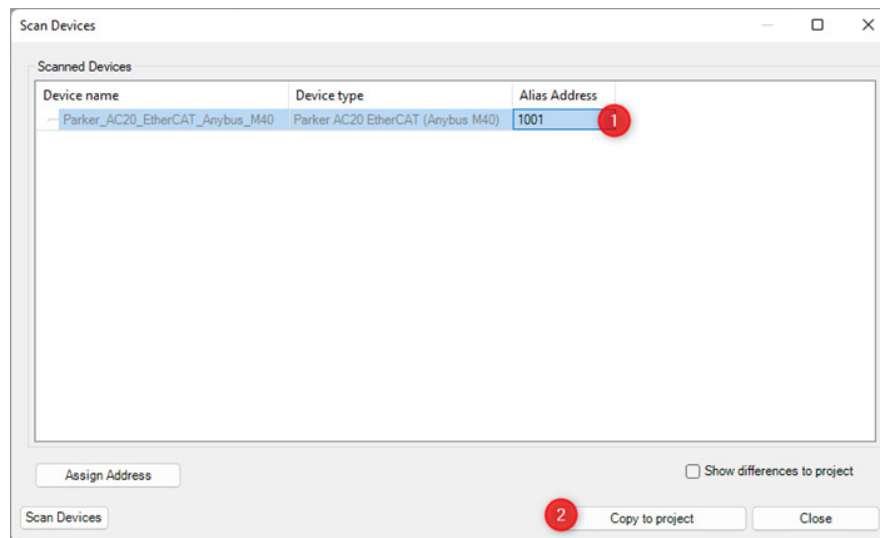 Scan Devices
Scanned Devices
Device name Device type Alias Address
Parker_AC20_EtherCAT_Anybus_M40 Parker AC20 EtherCAT (Anybus M40) 1001 1
Assign Address Show differences to project
Scan Devices 2 Copy to project Close